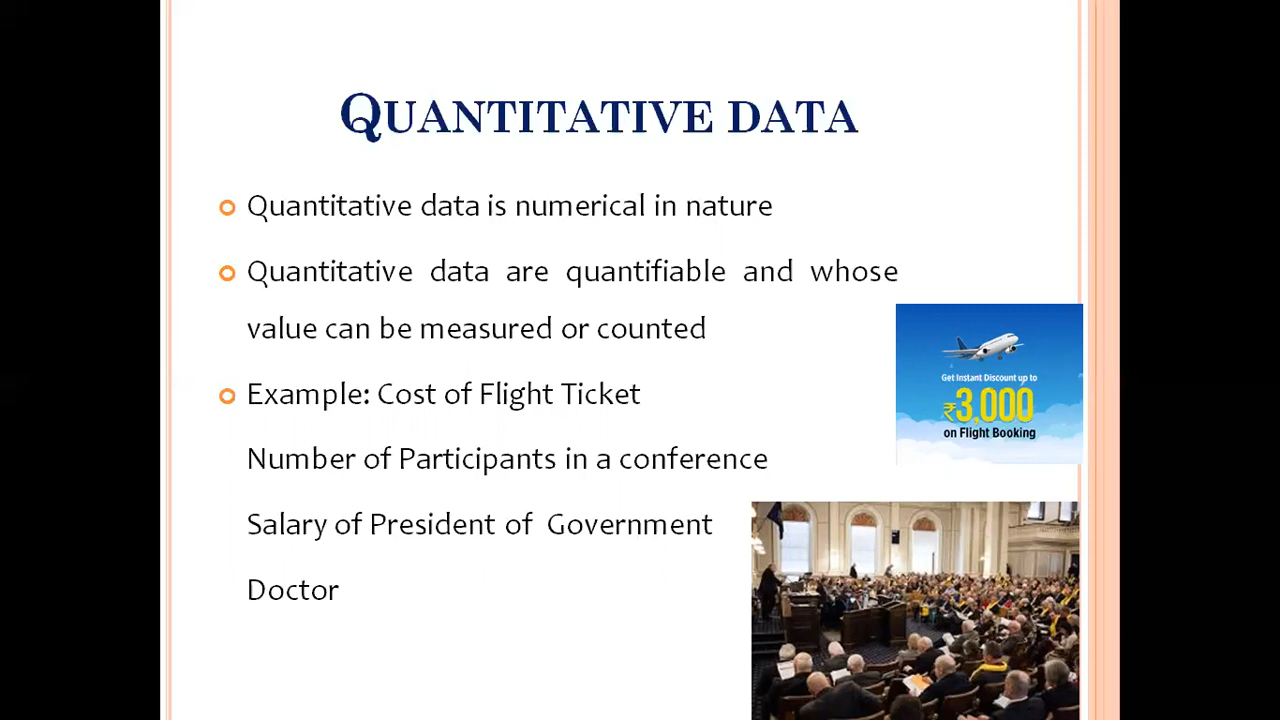 QUANTITATIVE DATA
Quantitative data is numerical in nature
Quantitative data are quantifiable and whose
value can be measured or counted
Example: Cost of Flight Ticket
Number of Participants in a conference
Salary of President of Government
Doctor
Get Instant Discount up to
₹3,000
on Flight Booking